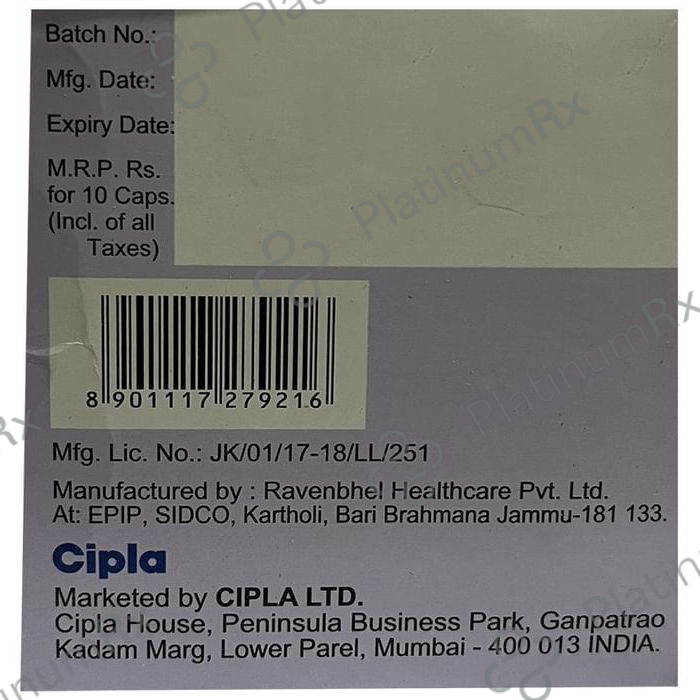 Batch No.:
Mfg. Date:
Expiry Date:
M.R.P. Rs.
for 10 Caps.
(Incl. of all
Taxes)
8 901117 279216
Mfg. Lic. No.: JK/01/17-18/LL/251
Manufactured by : Ravenbhel Healthcare Pvt. Ltd.
At: EPIP, SIDCO, Kartholi, Bari Brahmana Jammu-181 133.
Cipla
Marketed by CIPLA LTD.
Cipla House, Peninsula Business Park, Ganpatrao
Kadam Marg, Lower Parel, Mumbai - 400 013 INDIA.
PlatinumRx
PlatinumRx